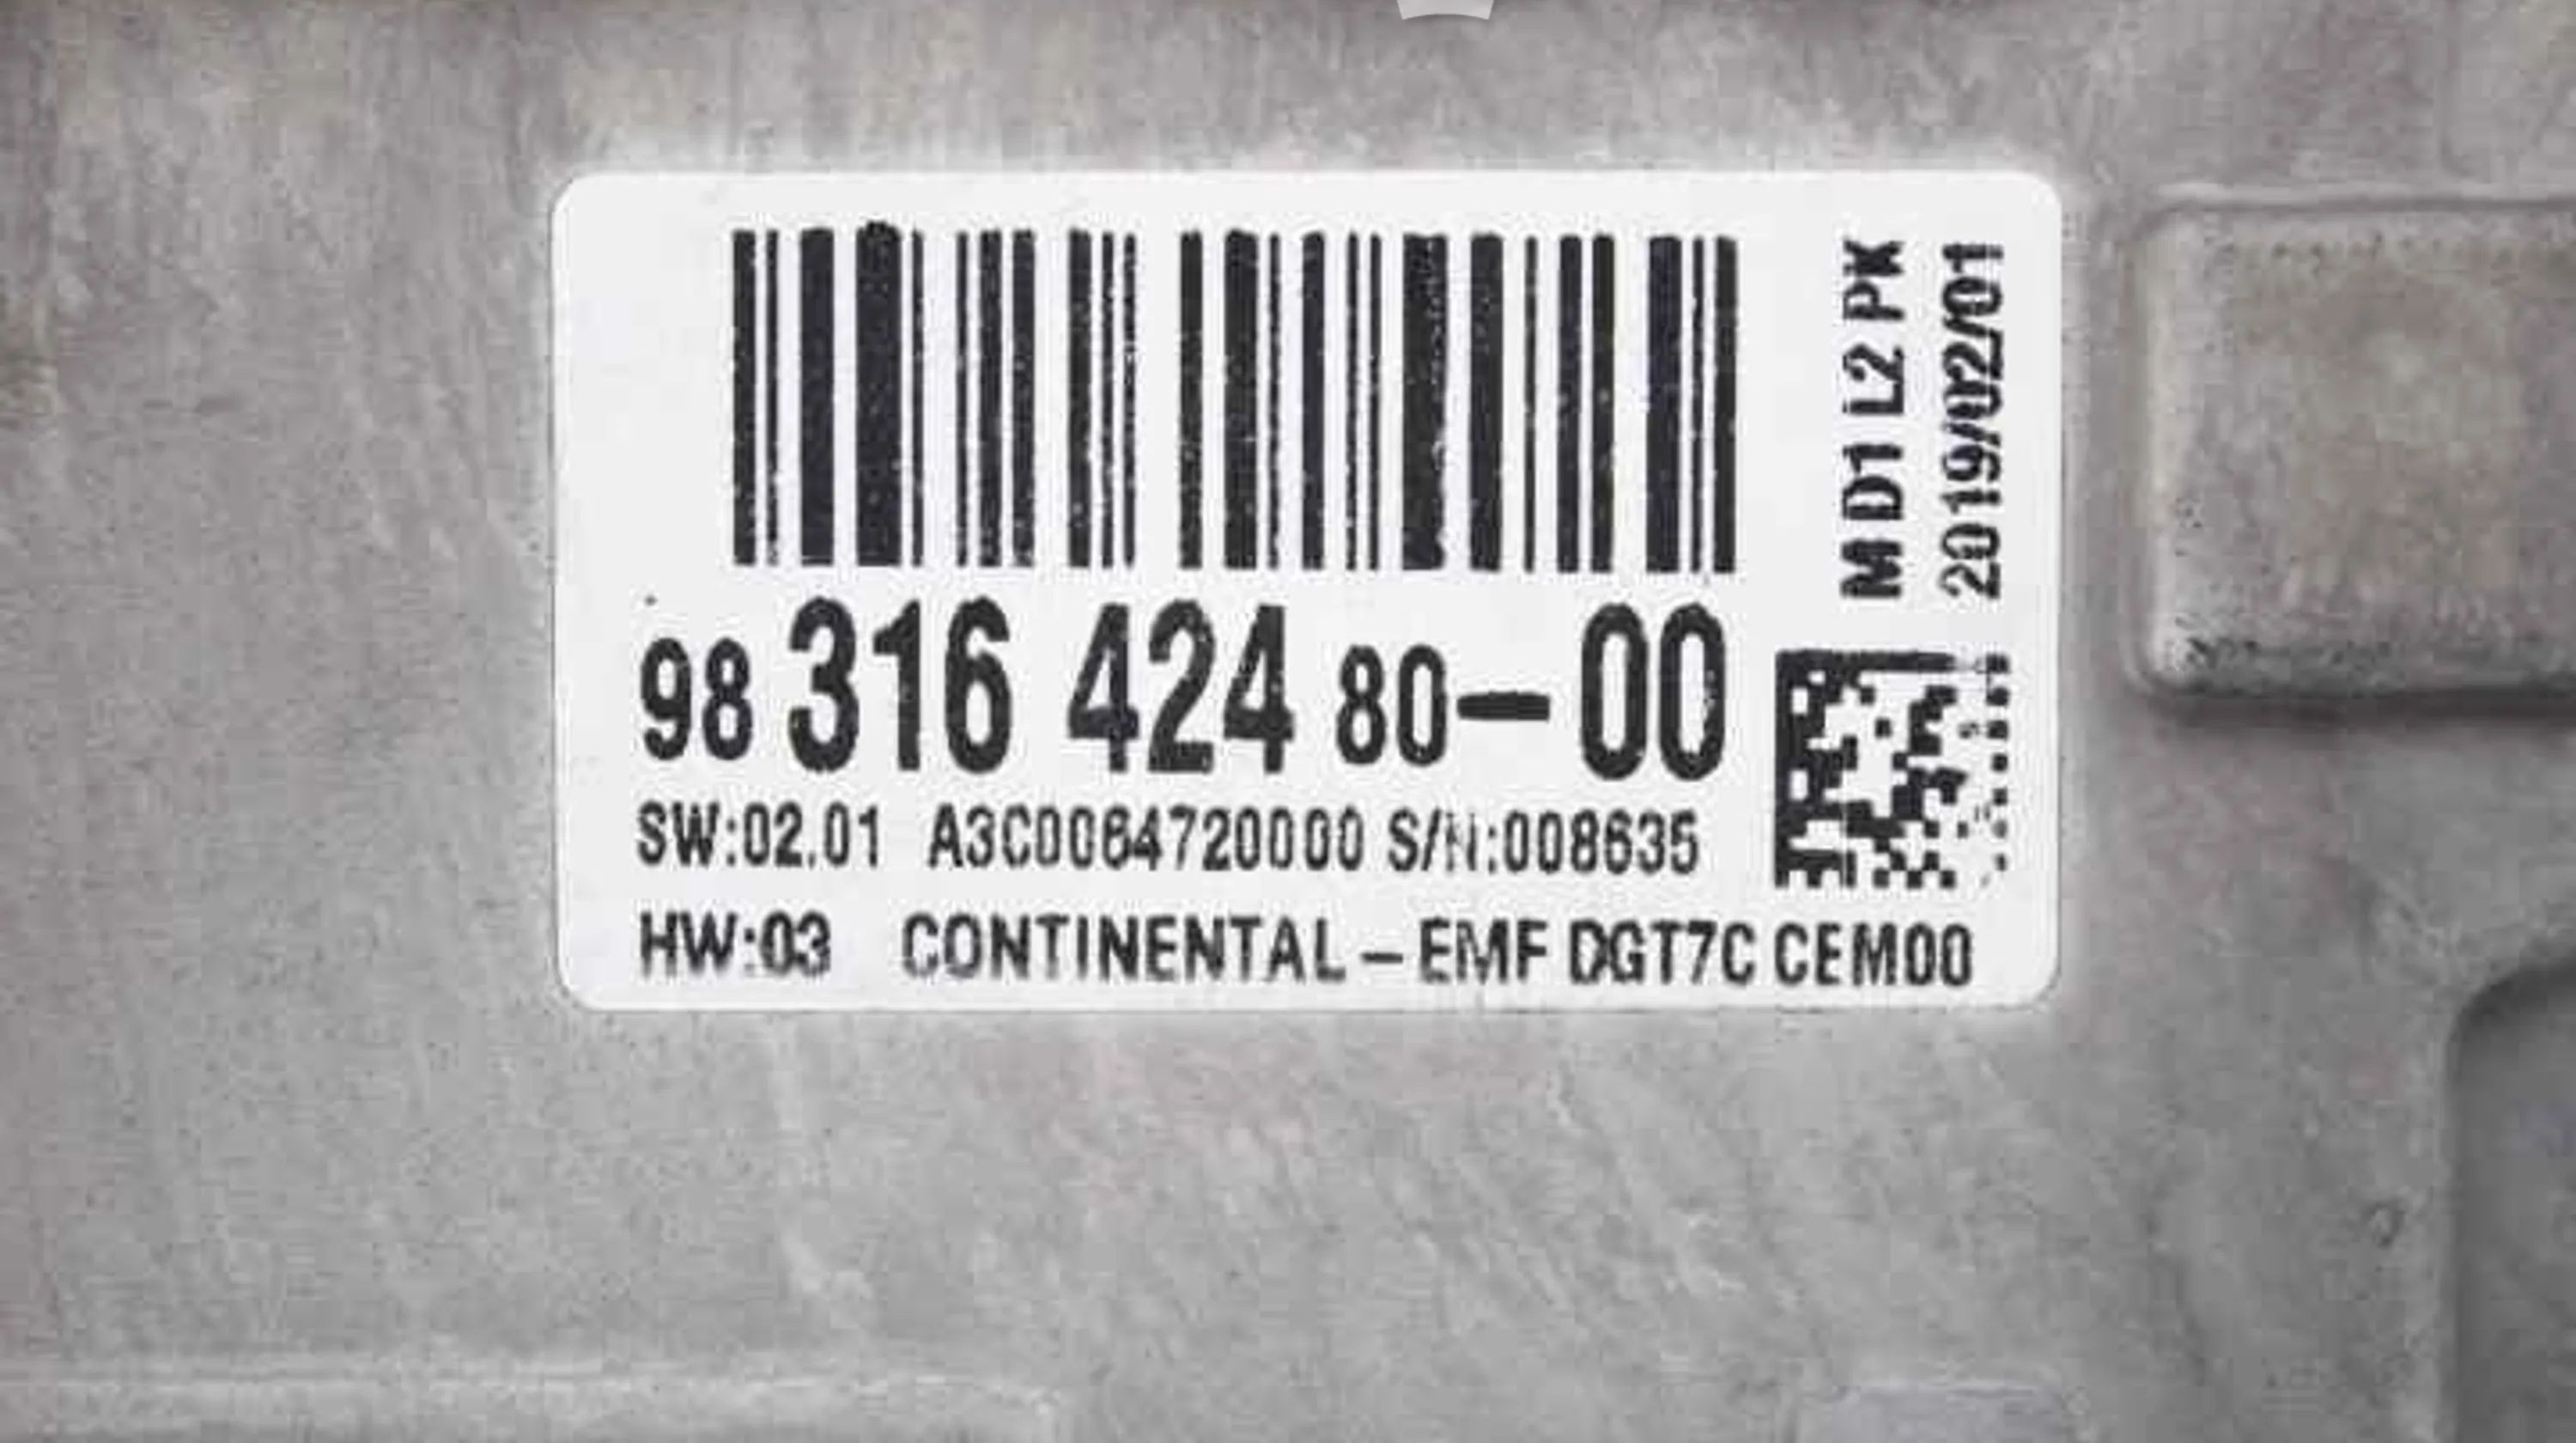 98 316 424 80-00
SW:02.01 A3C0064720000 S/N:008635
HW:03 CONTINENTAL - EMF DGT7C CEM00
MD1 L2 PK
2019/02/01